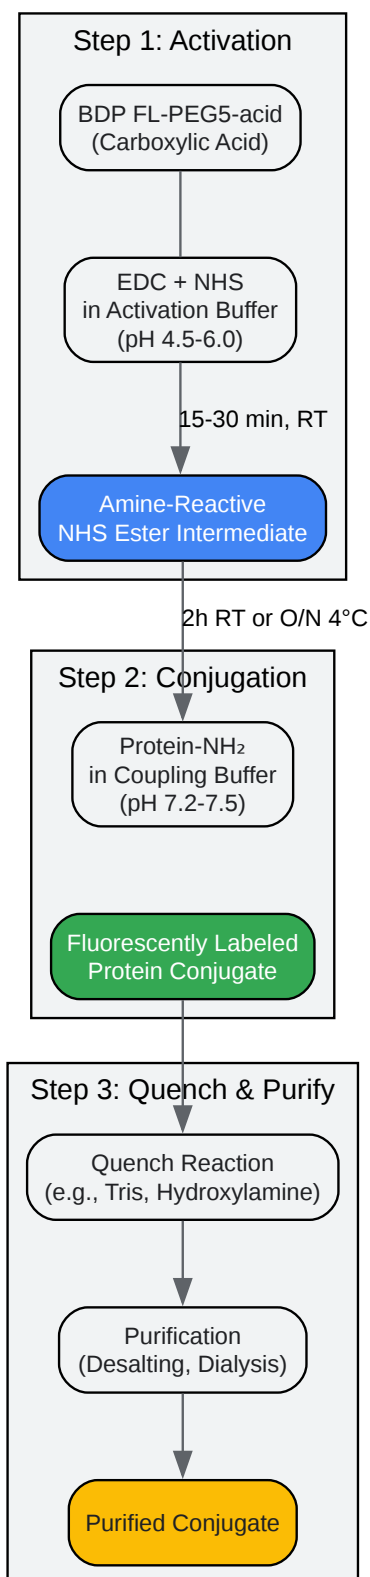 Step 1: Activation
BDP FL-PEG5-acid
(Carboxylic Acid)
EDC + NHS
in Activation Buffer
(pH 4.5-6.0)
15-30 min, RT
Amine-Reactive
NHS Ester Intermediate
2h RT or O/N 4°C
Step 2: Conjugation
Protein-NH₂
in Coupling Buffer
(pH 7.2-7.5)
Fluorescently Labeled
Protein Conjugate
Step 3: Quench & Purify
Quench Reaction
(e.g., Tris, Hydroxylamine)
Purification
(Desalting, Dialysis)
Purified Conjugate